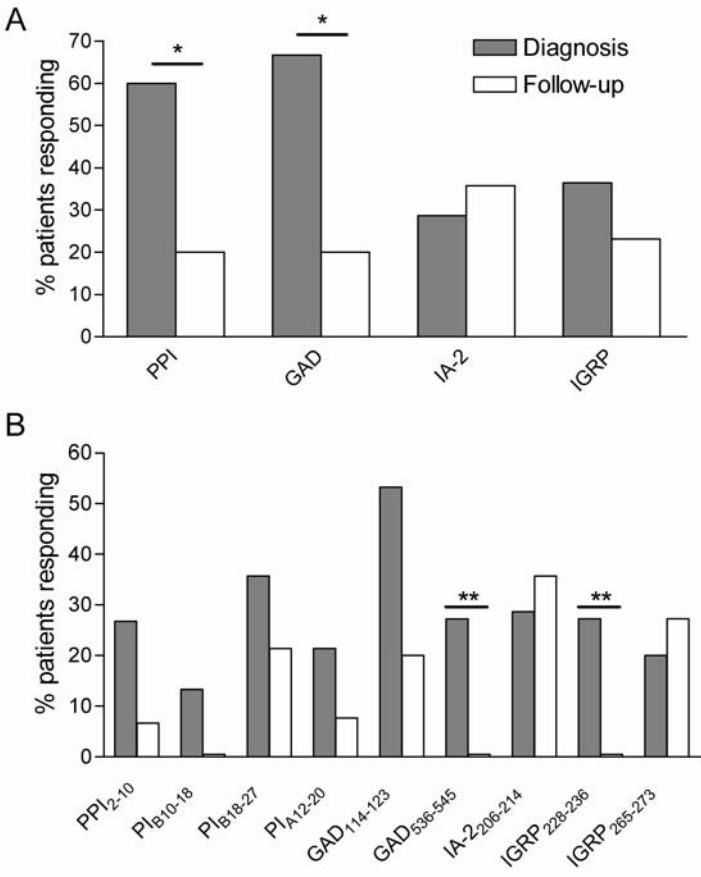 A
% patients responding
70
60
50
40
30
20
10
0
*
*
Diagnosis
Follow-up
PPI
GAD
IA-2
IGRP
B
% patients responding
60
50
40
30
20
10
0
**
**
PPI2-10
PIB10-18
PIB18-27
PIA12-20
GAD114-123
GAD536-545
IA-2206-214
IGRP228-236
IGRP265-273